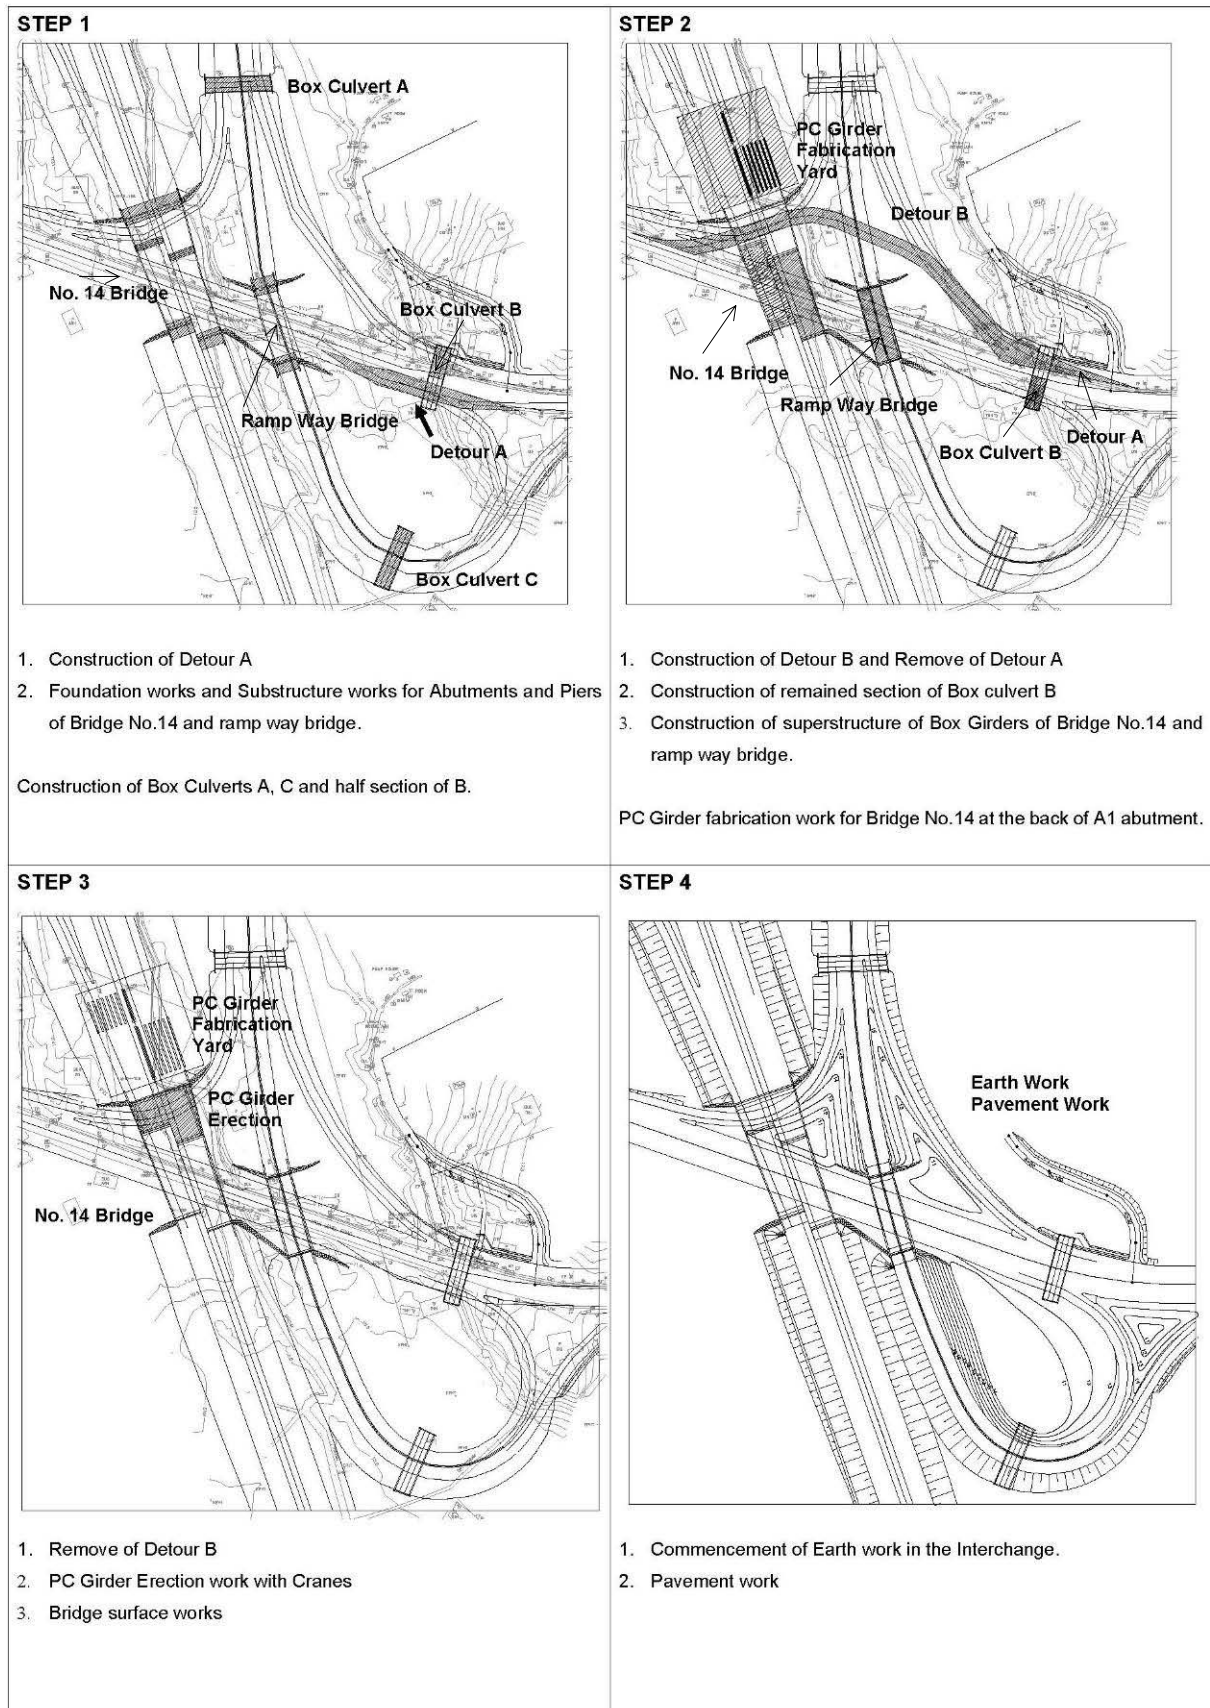 STEP 1
Box Culvert A
No. 14 Bridge
Box Culvert B
Ramp Way Bridge
Detour A
Box Culvert C
1. Construction of Detour A
2. Foundation works and Substructure works for Abutments and Piers
of Bridge No.14 and ramp way bridge.
Construction of Box Culverts A, C and half section of B.
STEP 2
PC Girder
Fabrication
Yard
Detour B
No. 14 Bridge
Ramp Way Bridge
Box Culvert B
Detour A
1. Construction of Detour B and Remove of Detour A
2. Construction of remained section of Box culvert B
3. Construction of superstructure of Box Girders of Bridge No.14 and
ramp way bridge.
PC Girder fabrication work for Bridge No.14 at the back of A1 abutment.
STEP 3
PC Girder
Fabrication
Yard
PC Girder
Erection
No. 14 Bridge
1. Remove of Detour B
2. PC Girder Erection work with Cranes
3. Bridge surface works
STEP 4
Earth Work
Pavement Work
1. Commencement of Earth work in the Interchange.
2. Pavement work